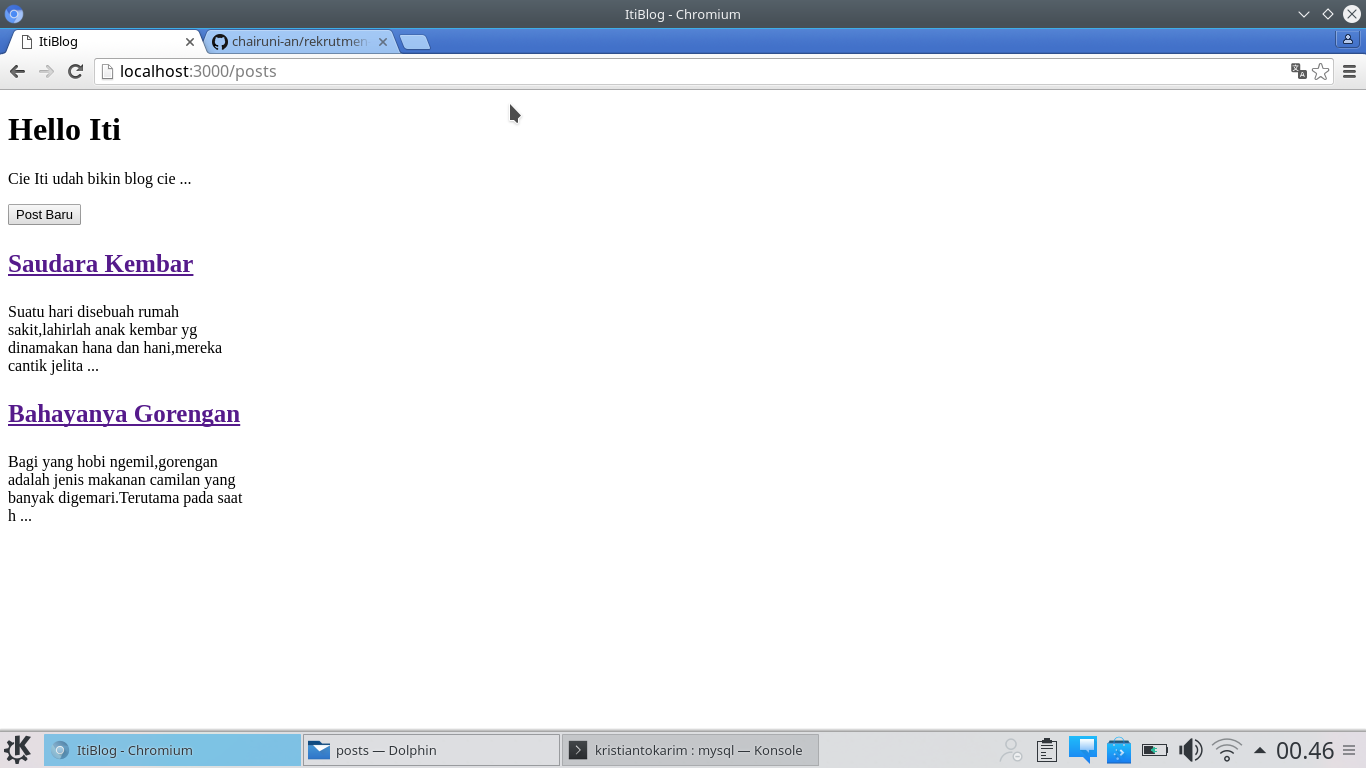 ItiBlog - Chromium
ItiBlog
chairuni-an/rekrutmen
localhost:3000/posts
Hello Iti
Cie Iti udah bikin blog cie ...
Post Baru
Saudara Kembar
Suatu hari disebuah rumah
sakit,lahirlah anak kembar yg
dinamakan hana dan hani,mereka
cantik jelita ...
Bahayanya Gorengan
Bagi yang hobi ngemil,gorengan
adalah jenis makanan camilan yang
banyak digemari.Terutama pada saat
h ...
ItiBlog - Chromium
posts — Dolphin
kristiantokarim : mysql — Konsole
00.46